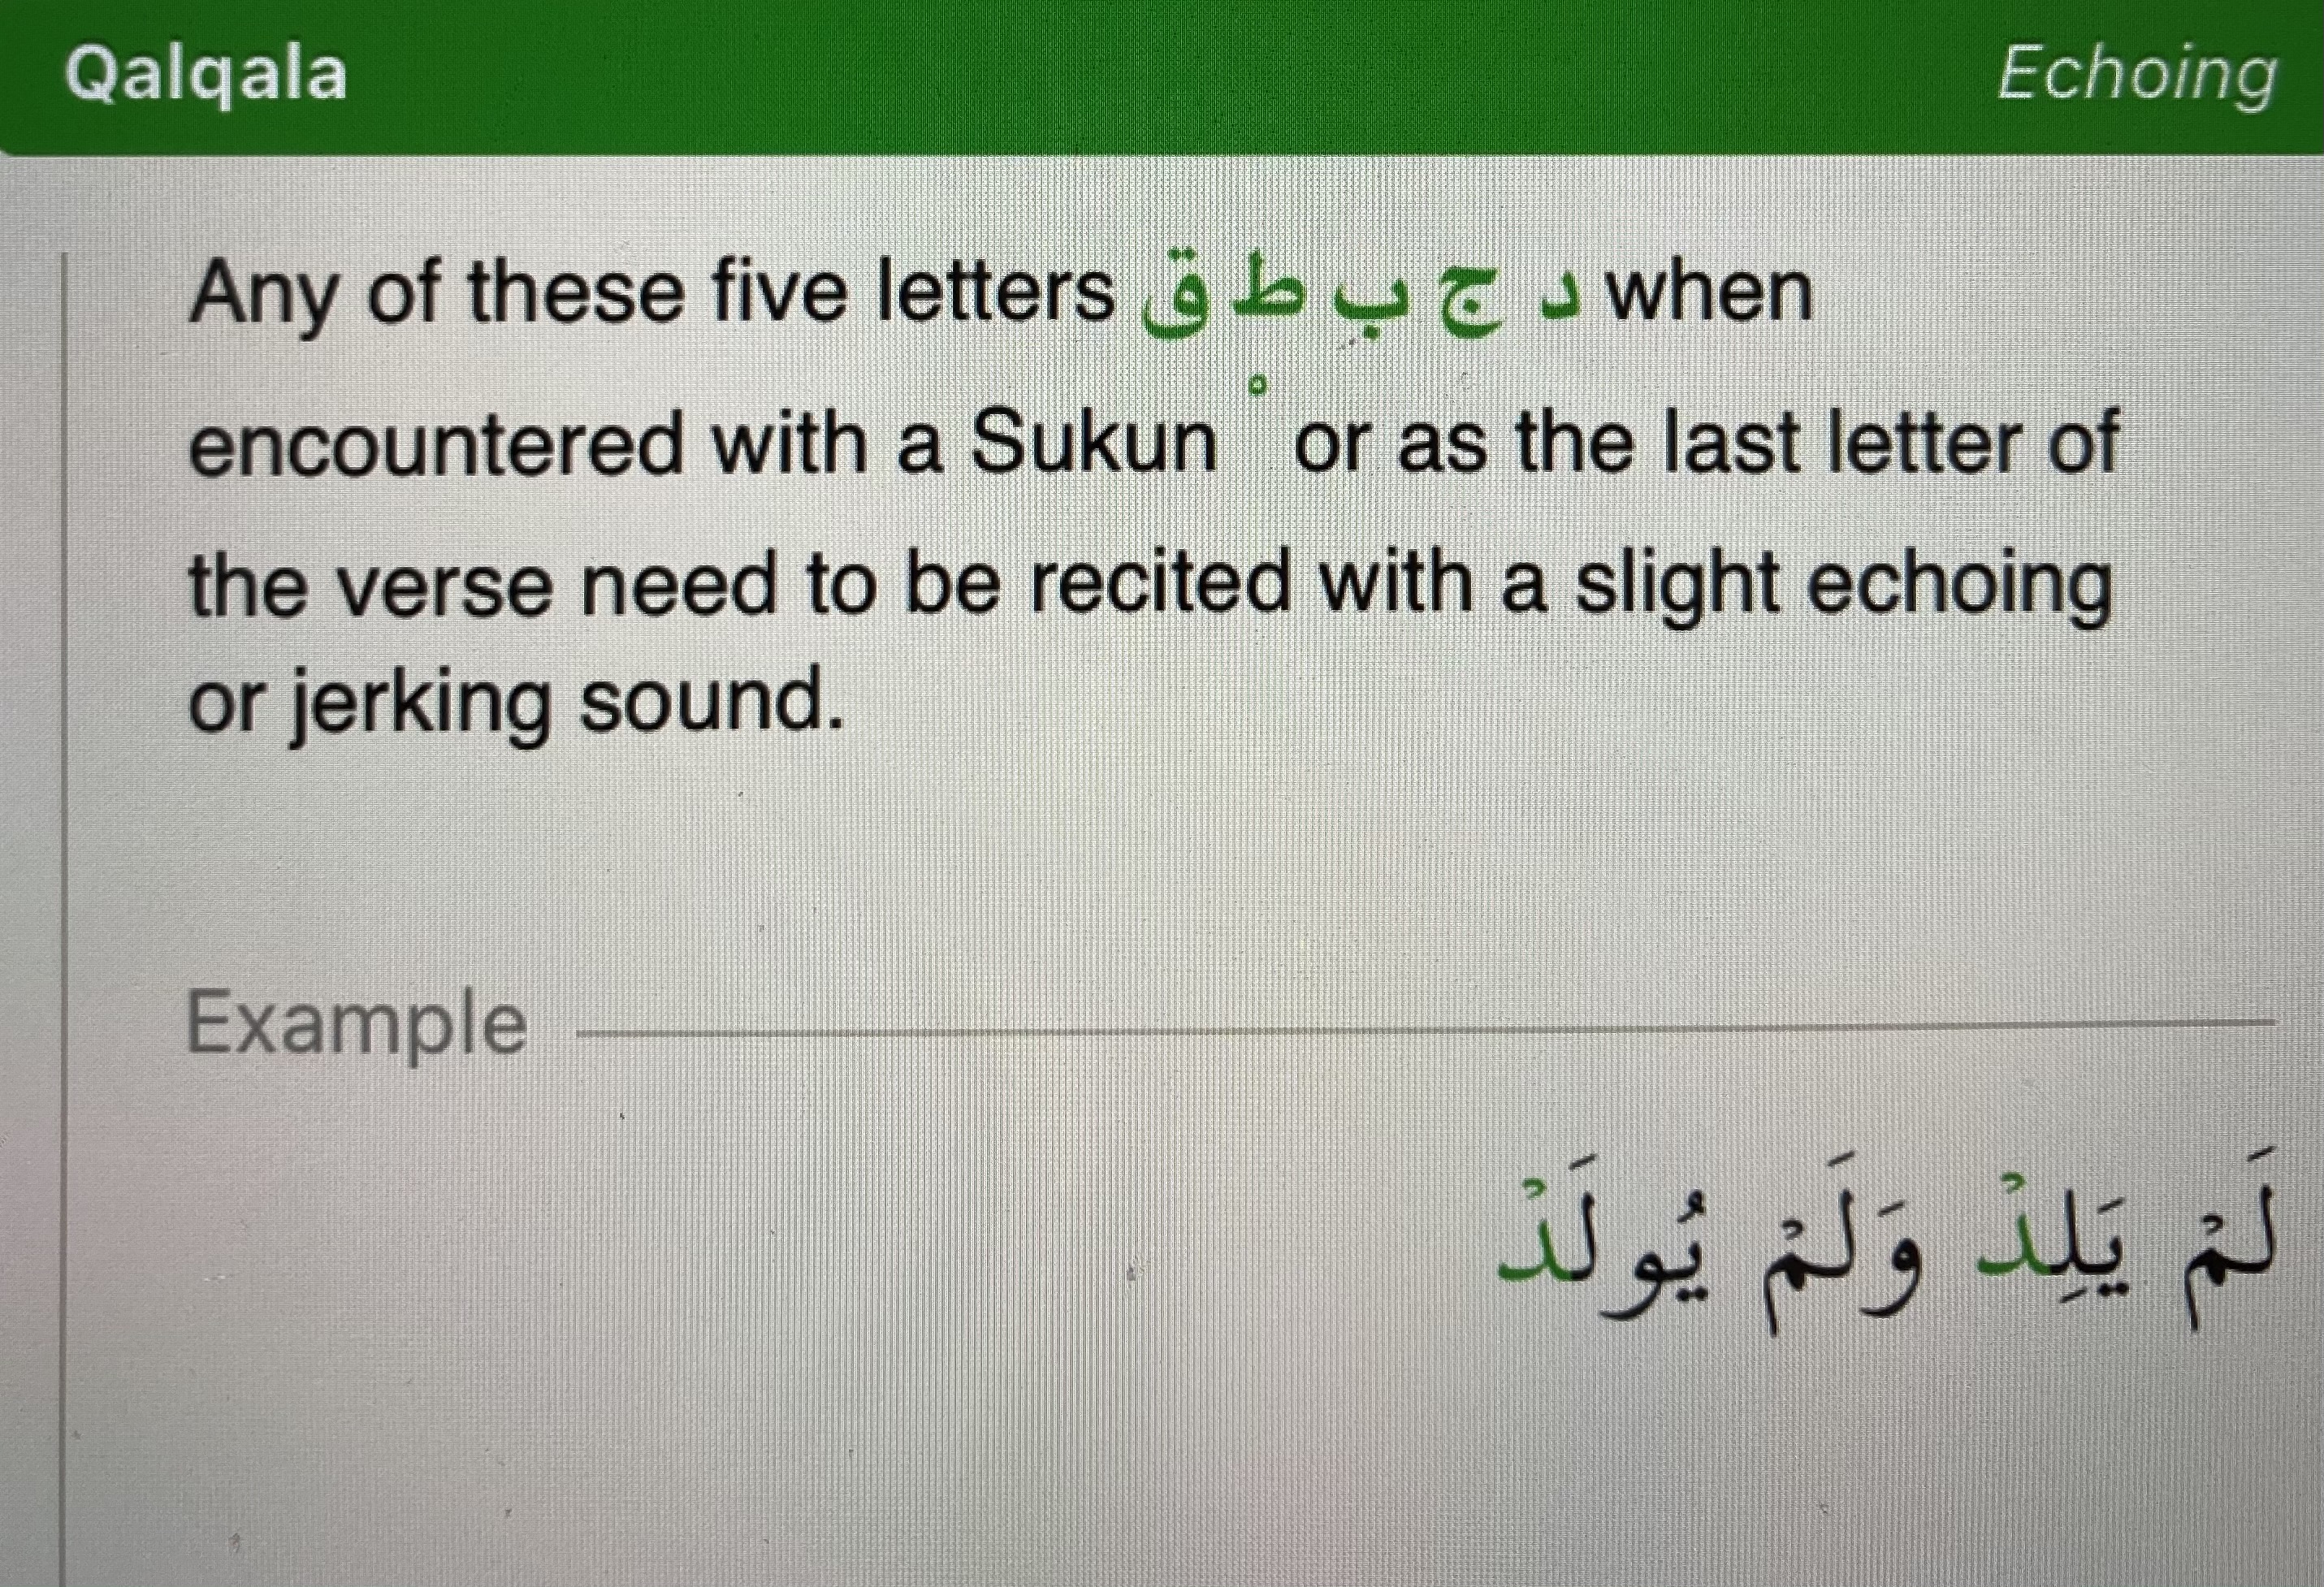 Qalqala
Echoing
Any of these five letters ق ط ب ج د when
encountered with a Sukun ْ or as the last letter of
the verse need to be recited with a slight echoing
or jerking sound.
Example
لَمْ يَلِدْ وَلَمْ يُولَدْ